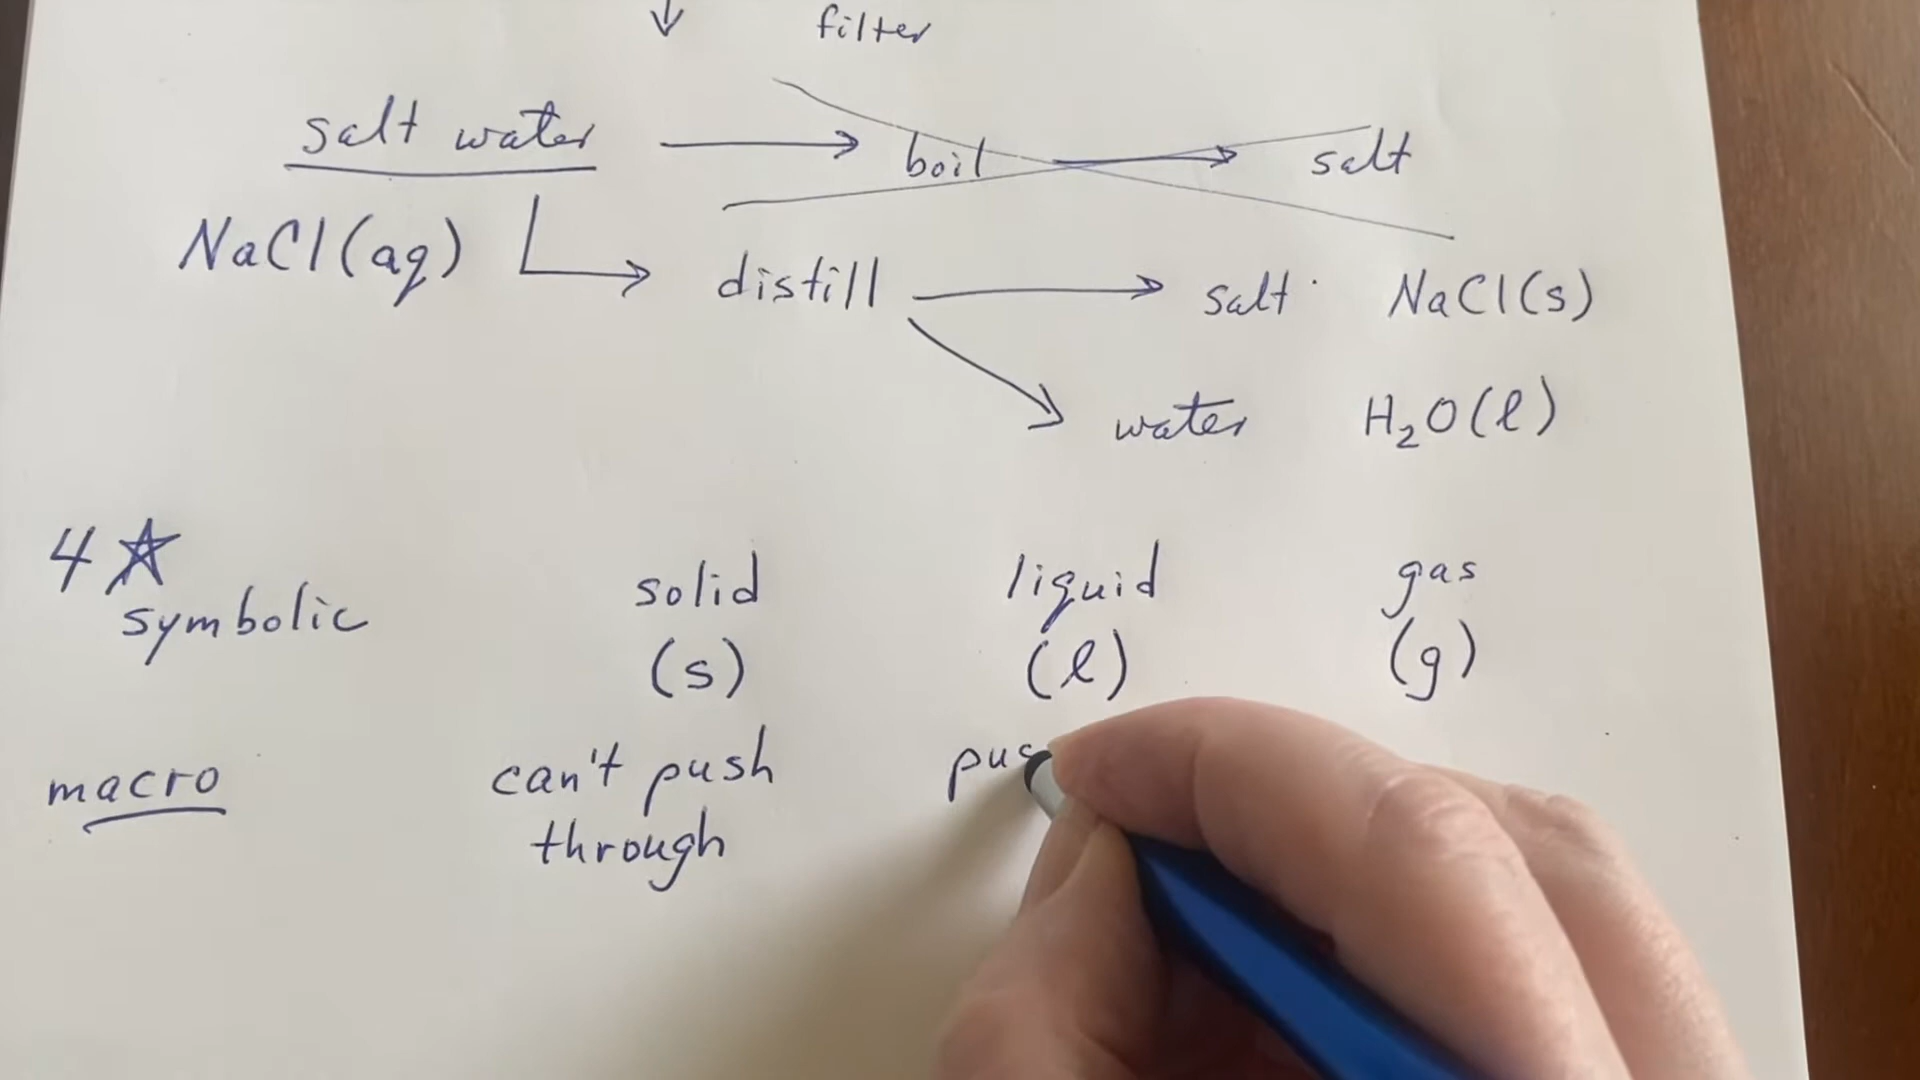 filter
salt water boil salt
NaCl(aq) distill salt NaCl(s)
water H₂O(l)
4
symbolic solid liquid gas
(s) (l) (g)
macro can't push
through